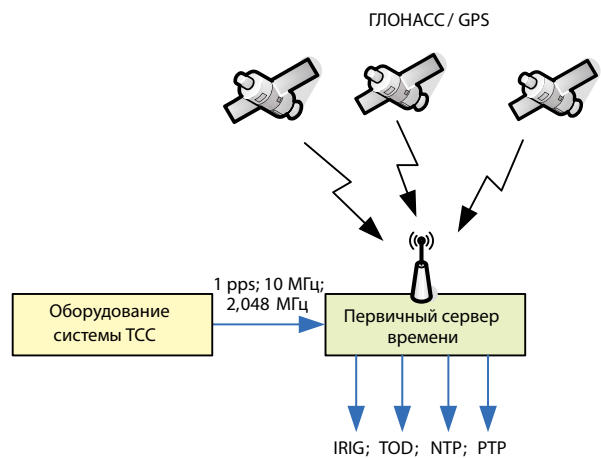 ГЛОНАСС / GPS
1 pps; 10 МГц;
2,048 МГц
Оборудование
системы ТСС
Первичный сервер
времени
IRIG; TOD; NTP; PTP